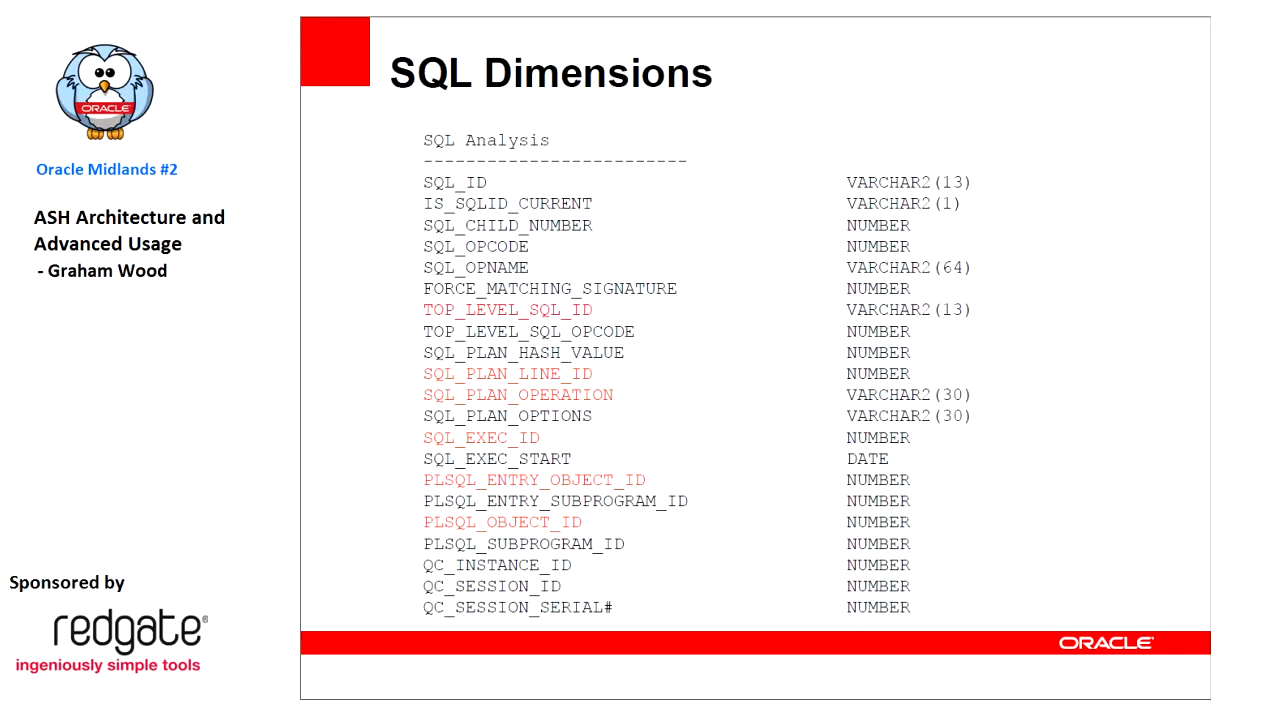 ORACLE
Oracle Midlands #2
ASH Architecture and
Advanced Usage
- Graham Wood
Sponsored by
redgate®
ingeniously simple tools
SQL Dimensions
SQL Analysis
-------------------------
SQL_ID VARCHAR2(13)
IS_SQLID_CURRENT VARCHAR2(1)
SQL_CHILD_NUMBER NUMBER
SQL_OPCODE NUMBER
SQL_OPNAME VARCHAR2(64)
FORCE_MATCHING_SIGNATURE NUMBER
TOP_LEVEL_SQL_ID VARCHAR2(13)
TOP_LEVEL_SQL_OPCODE NUMBER
SQL_PLAN_HASH_VALUE NUMBER
SQL_PLAN_LINE_ID NUMBER
SQL_PLAN_OPERATION VARCHAR2(30)
SQL_PLAN_OPTIONS VARCHAR2(30)
SQL_EXEC_ID NUMBER
SQL_EXEC_START DATE
PLSQL_ENTRY_OBJECT_ID NUMBER
PLSQL_ENTRY_SUBPROGRAM_ID NUMBER
PLSQL_OBJECT_ID NUMBER
PLSQL_SUBPROGRAM_ID NUMBER
QC_INSTANCE_ID NUMBER
QC_SESSION_ID NUMBER
QC_SESSION_SERIAL# NUMBER
ORACLE